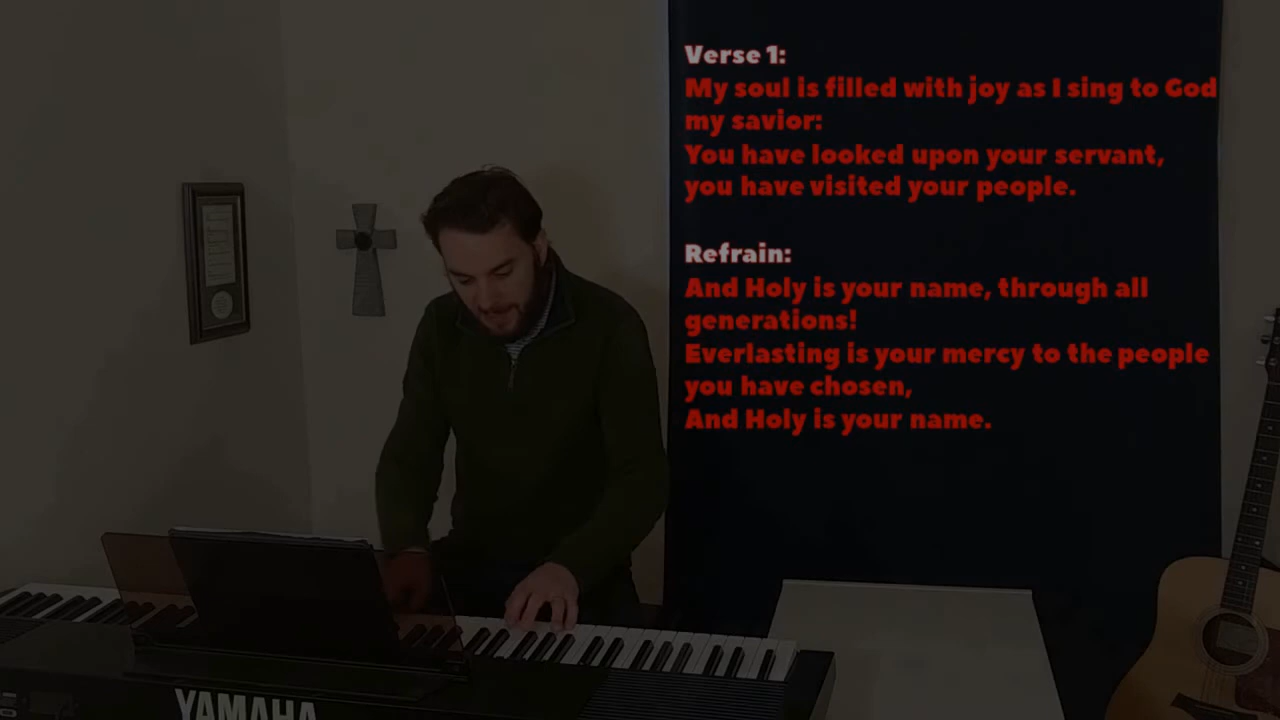 Verse 1:
My soul is filled with joy as I sing to God
my savior:
You have looked upon your servant,
you have visited your people.
Refrain:
And Holy is your name, through all
generations!
Everlasting is your mercy to the people
you have chosen,
And Holy is your name.
YAMAHA